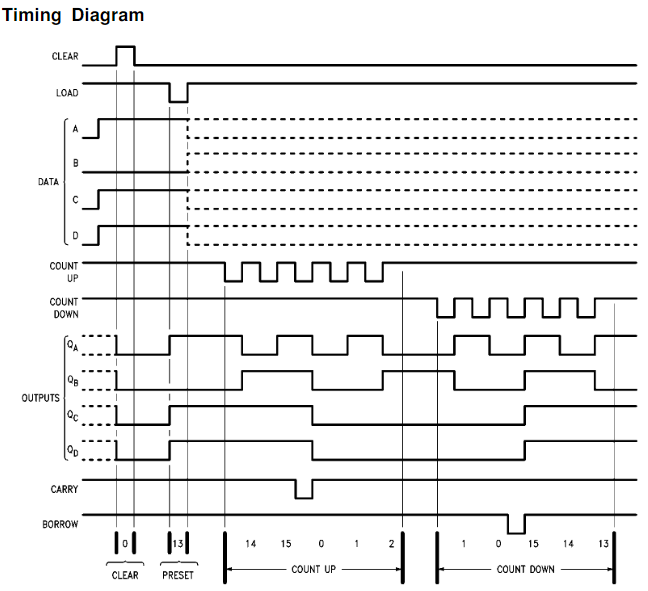 Timing Diagram
CLEAR
LOAD
A
B
DATA
C
D
COUNT
UP
COUNT
DOWN
QA
QB
OUTPUTS
QC
QD
CARRY
BORROW
0 13 14 15 0 1 2 1 0 15 14 13
CLEAR PRESET COUNT UP COUNT DOWN